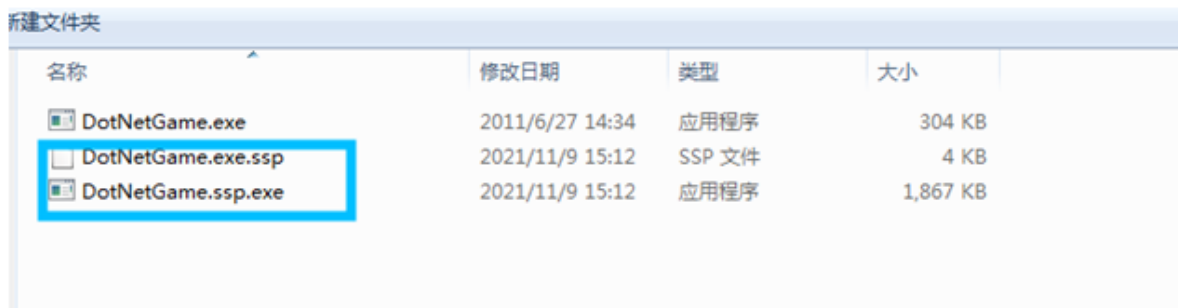 新建文件夹
名称 修改日期 类型 大小
DotNetGame.exe 2011/6/27 14:34 应用程序 304 KB
DotNetGame.exe.ssp 2021/11/9 15:12 SSP 文件 4 KB
DotNetGame.ssp.exe 2021/11/9 15:12 应用程序 1,867 KB